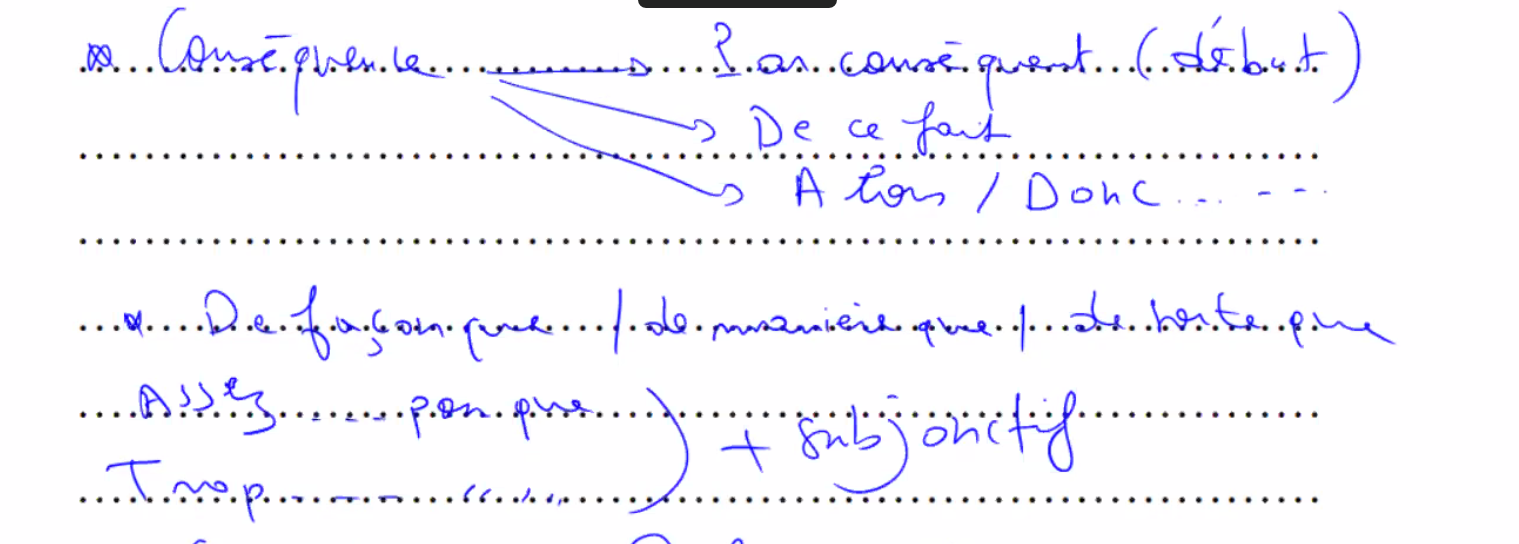 Conséquence → Par conséquent (début)
→ De ce fait
→ Alors / Donc... ---
De façon que / de manière que / de sorte que
Assez ---- pour que
Trop ---- " " ) + subjonctif